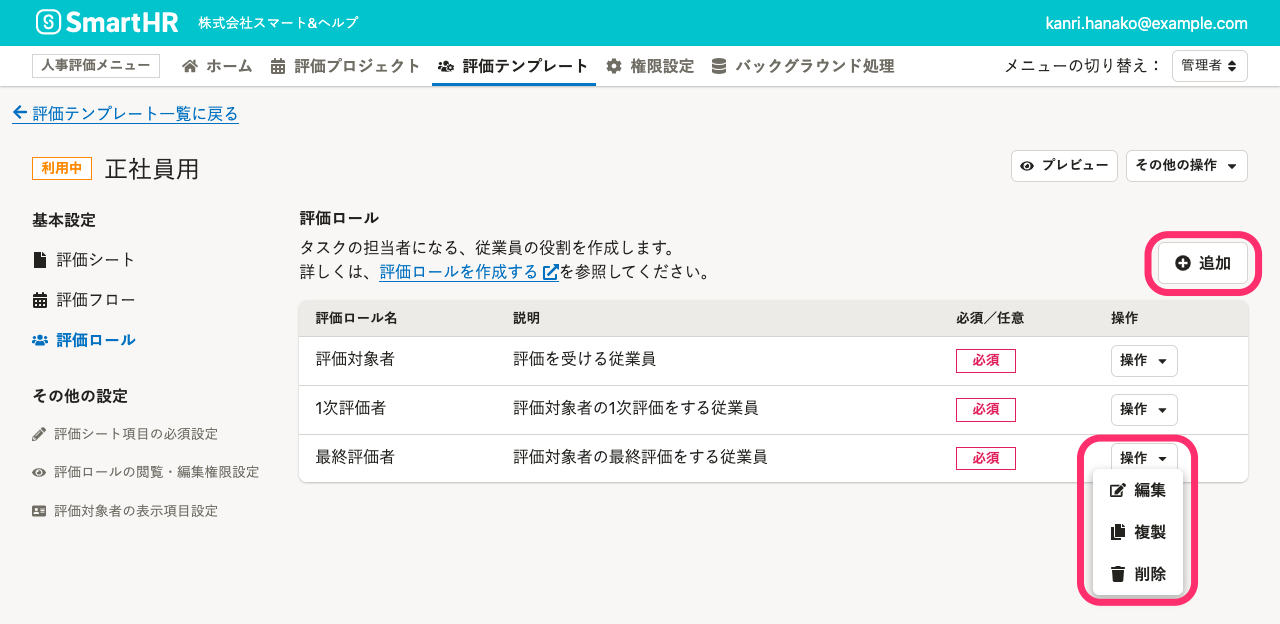 SmartHR 株式会社スマート&ヘルプ kanri.hanako@example.com
人事評価メニュー ホーム 評価プロジェクト 評価テンプレート 権限設定 バックグラウンド処理 メニューの切り替え： 管理者
評価テンプレート一覧に戻る
利用中 正社員用 プレビュー その他の操作
基本設定
評価シート
評価フロー
評価ロール
その他の設定
評価シート項目の必須設定
評価ロールの閲覧・編集権限設定
評価対象者の表示項目設定
評価ロール
タスクの担当者になる、従業員の役割を作成します。
詳しくは、評価ロールを作成するを参照してください。
追加
評価ロール名 説明 必須／任意 操作
評価対象者 評価を受ける従業員 必須 操作
1次評価者 評価対象者の1次評価をする従業員 必須 操作
最終評価者 評価対象者の最終評価をする従業員 必須 操作
編集
複製
削除